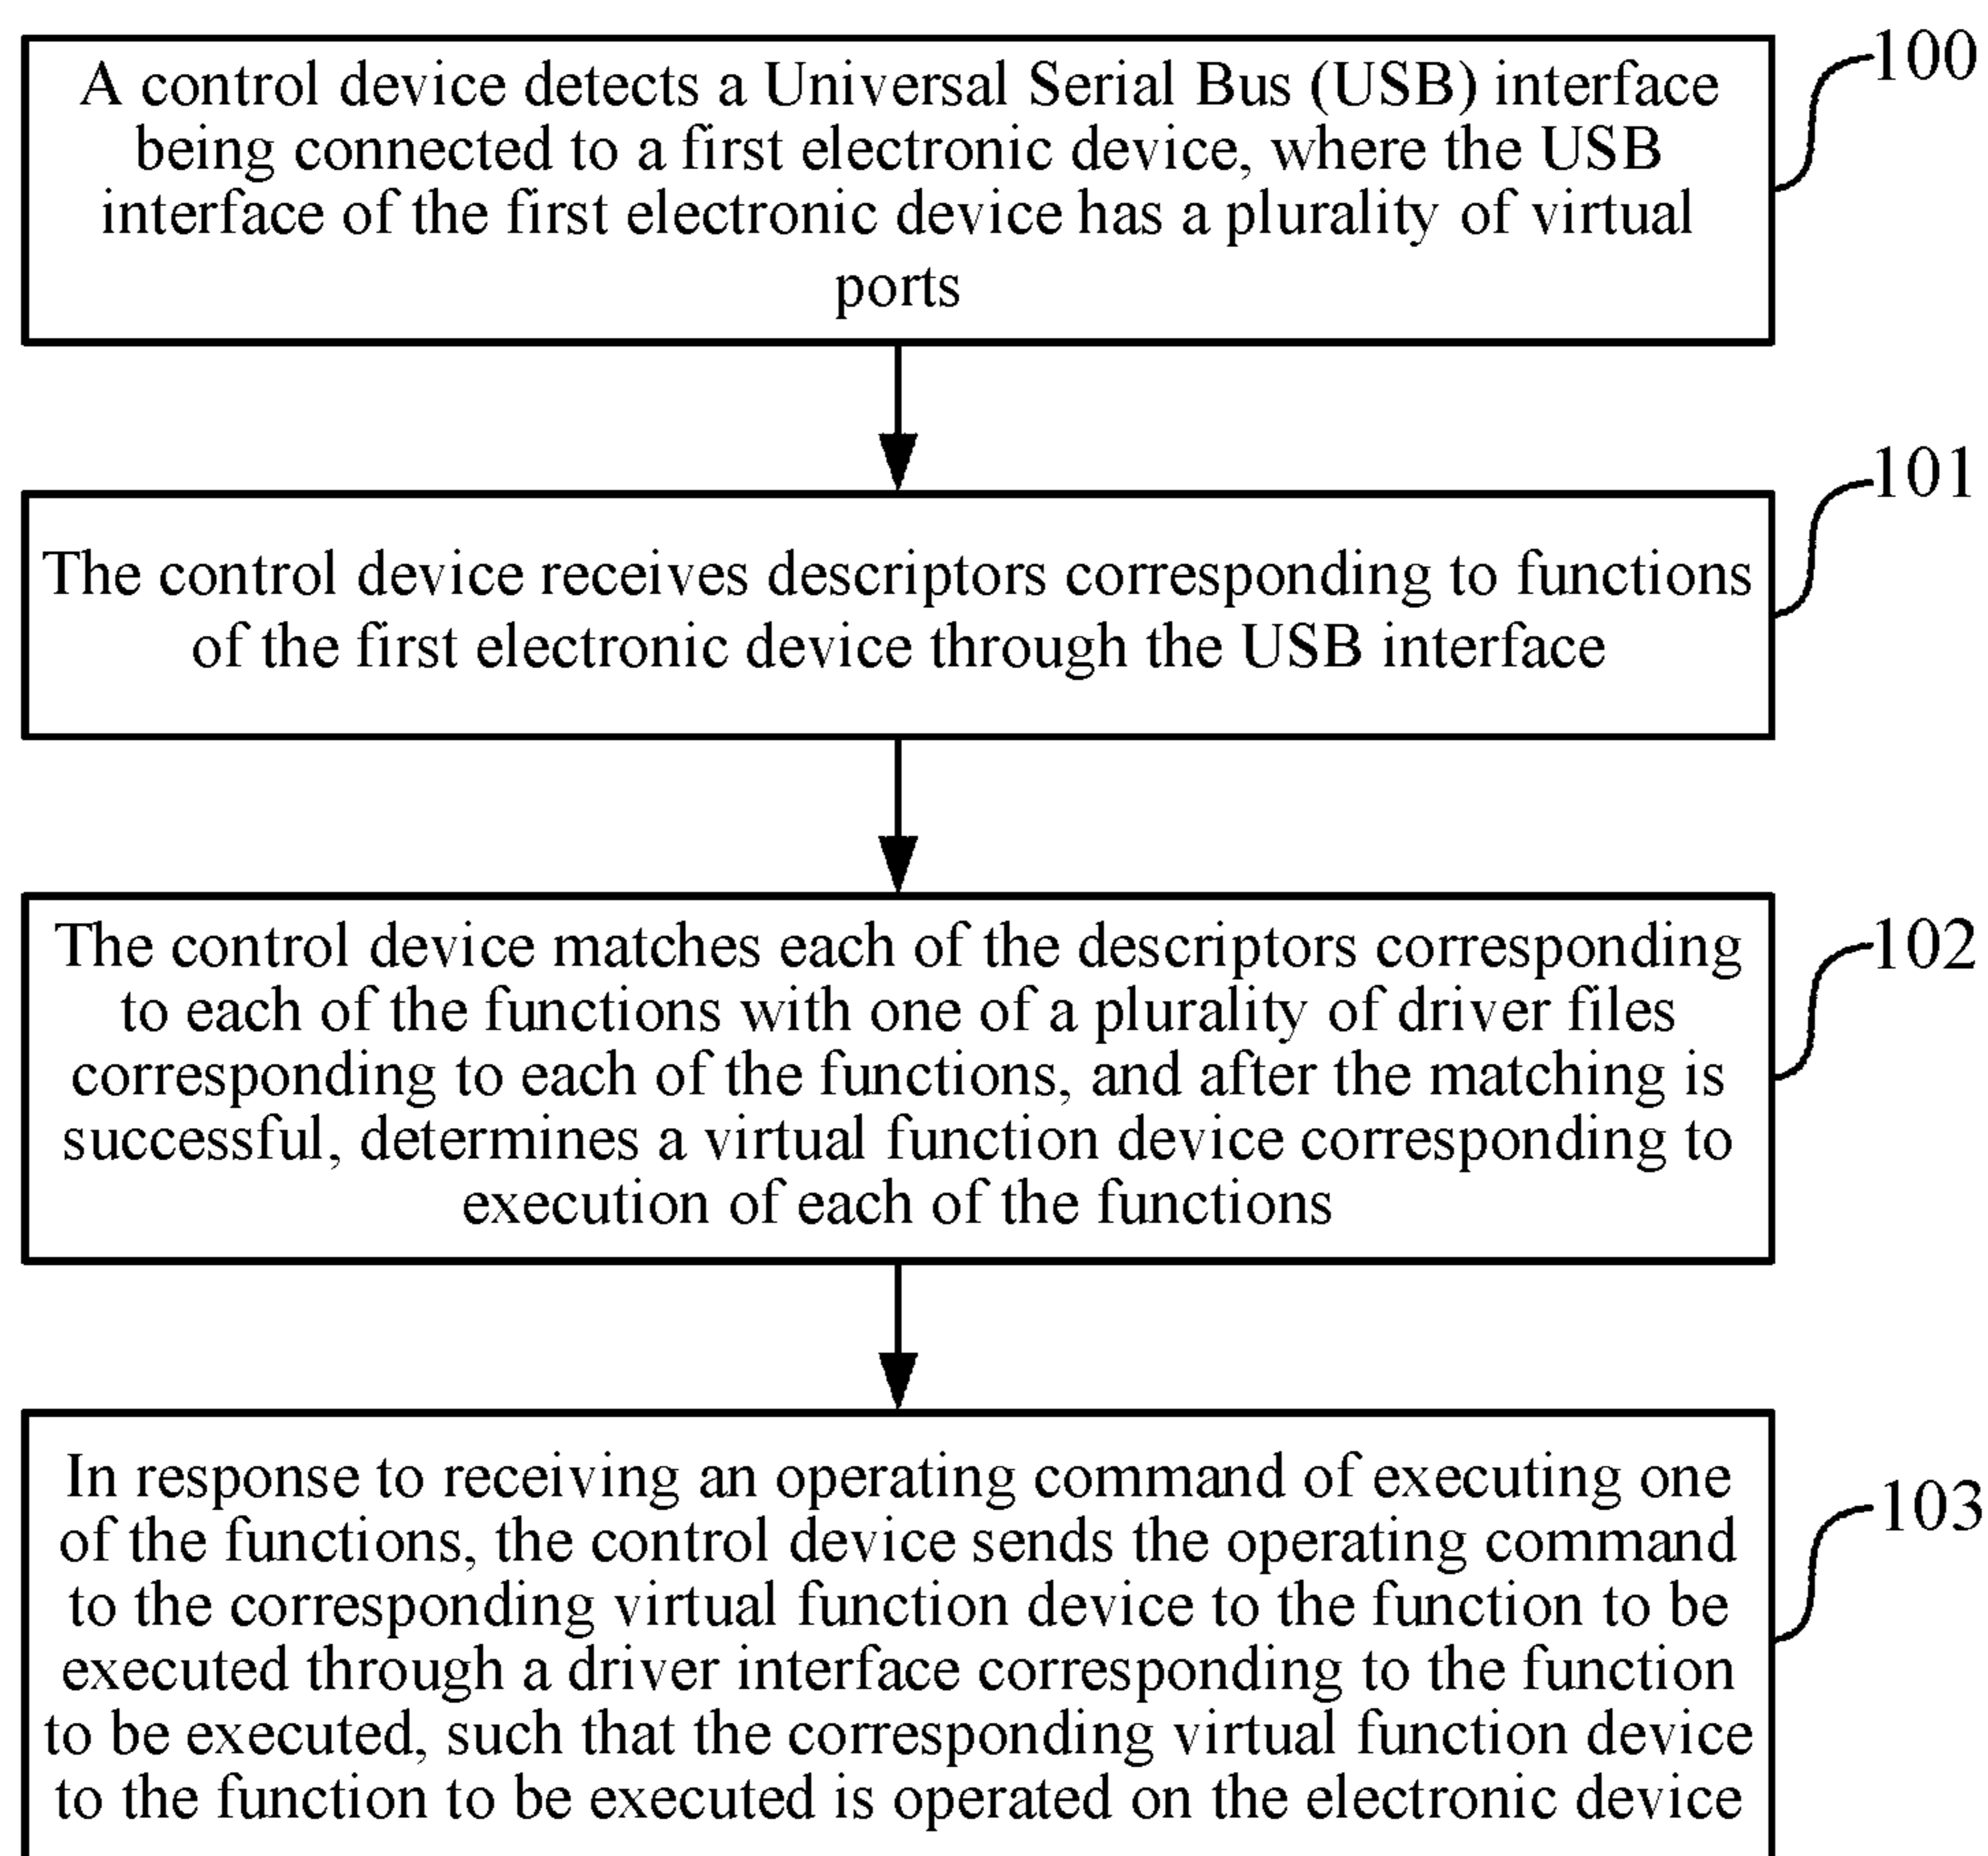 A control device detects a Universal Serial Bus (USB) interface
being connected to a first electronic device, where the USB
interface of the first electronic device has a plurality of virtual
ports
100
The control device receives descriptors corresponding to functions
of the first electronic device through the USB interface
101
The control device matches each of the descriptors corresponding
to each of the functions with one of a plurality of driver files
corresponding to each of the functions, and after the matching is
successful, determines a virtual function device corresponding to
execution of each of the functions
102
In response to receiving an operating command of executing one
of the functions, the control device sends the operating command
to the corresponding virtual function device to the function to be
executed through a driver interface corresponding to the function
to be executed, such that the corresponding virtual function device
to the function to be executed is operated on the electronic device
103